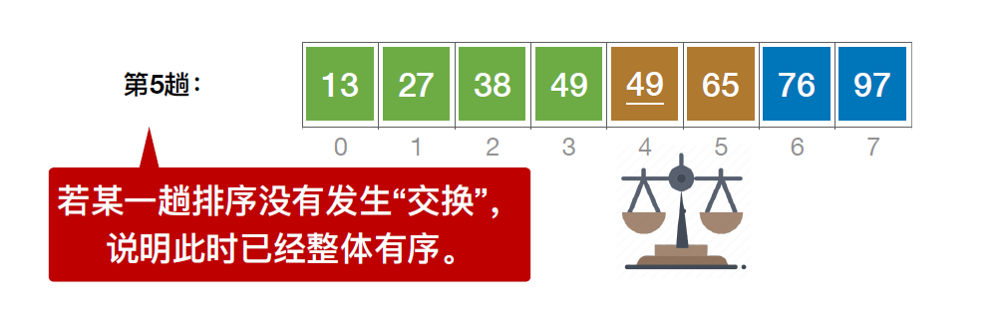 第5趟：
13 27 38 49 49 65 76 97
0 1 2 3 4 5 6 7
若某一趟排序没有发生“交换”，
说明此时已经整体有序。